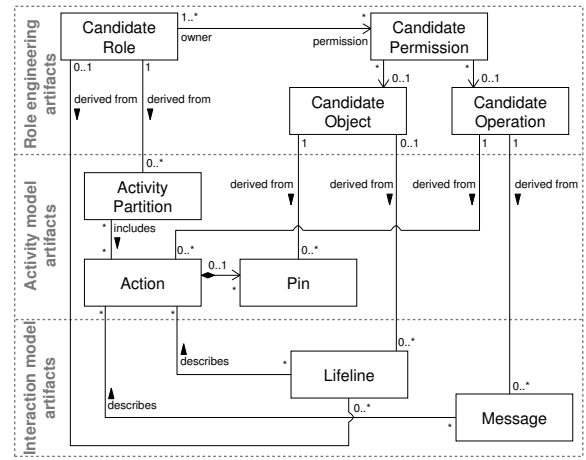 Role engineering
artifacts
Candidate
Role
1..*
owner
*
permission
Candidate
Permission
0..1
1
derived from
derived from
*
0..1
*
0..1
Candidate
Object
Candidate
Operation
1
0..1
1
1
Activity model
artifacts
0..*
derived from
derived from
derived from
derived from
Activity
Partition
*
includes
*
0..*
Action
0..1
*
0..*
Pin
Interaction model
artifacts
*
*
describes
*
0..*
Lifeline
0..*
describes
*
0..*
Message